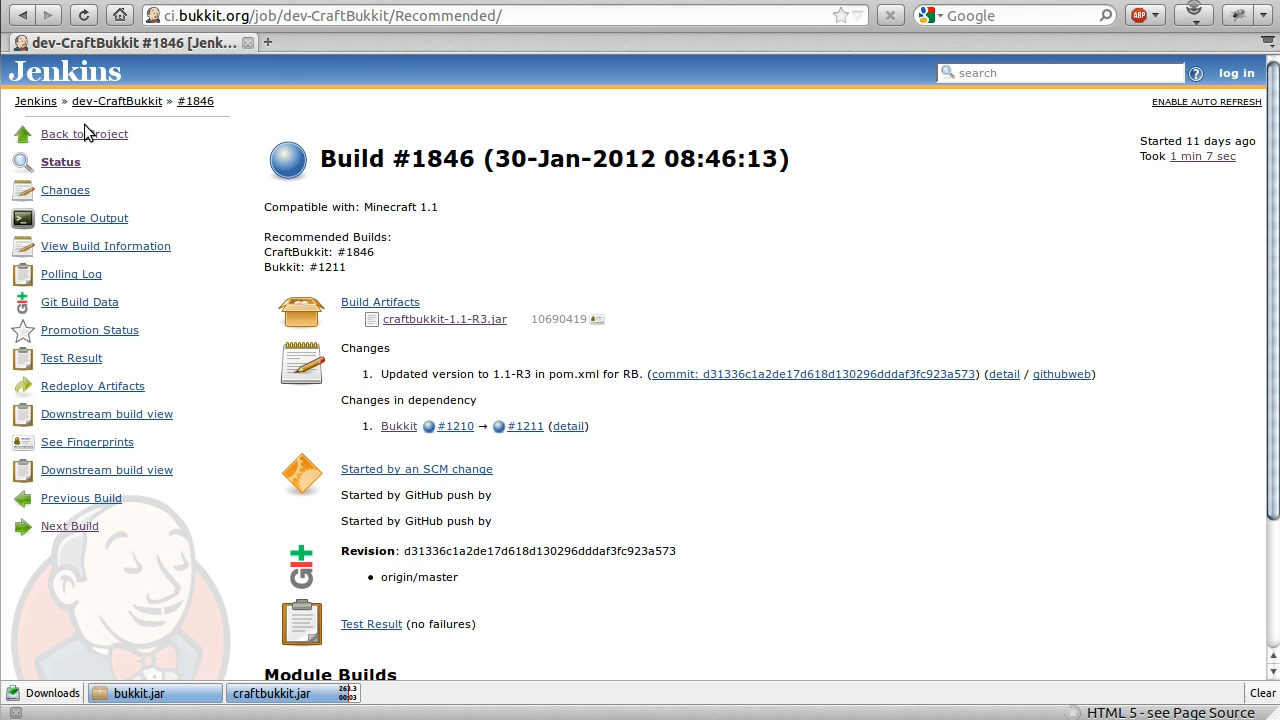 ci.bukkit.org/job/dev-CraftBukkit/Recommended/
Google
ABP
dev-CraftBukkit #1846 [Jenk...
Jenkins
search
log in
Jenkins » dev-CraftBukkit » #1846
ENABLE AUTO REFRESH
Back to project
Status
Changes
Console Output
View Build Information
Polling Log
Git Build Data
Promotion Status
Test Result
Redeploy Artifacts
Downstream build view
See Fingerprints
Downstream build view
Previous Build
Next Build
Build #1846 (30-Jan-2012 08:46:13)
Started 11 days ago
Took 1 min 7 sec
Compatible with: Minecraft 1.1
Recommended Builds:
CraftBukkit: #1846
Bukkit: #1211
Build Artifacts
craftbukkit-1.1-R3.jar 10690419
Changes
1. Updated version to 1.1-R3 in pom.xml for RB. (commit: d31336c1a2de17d618d130296dddaf3fc923a573) (detail / githubweb)
Changes in dependency
1. Bukkit #1210 → #1211 (detail)
Started by an SCM change
Started by GitHub push by
Started by GitHub push by
Git
Revision: d31336c1a2de17d618d130296dddaf3fc923a573
• origin/master
Test Result (no failures)
Module Builds
Downloads
bukkit.jar
craftbukkit.jar
263.3
00:03
Clear
HTML 5 - see Page Source